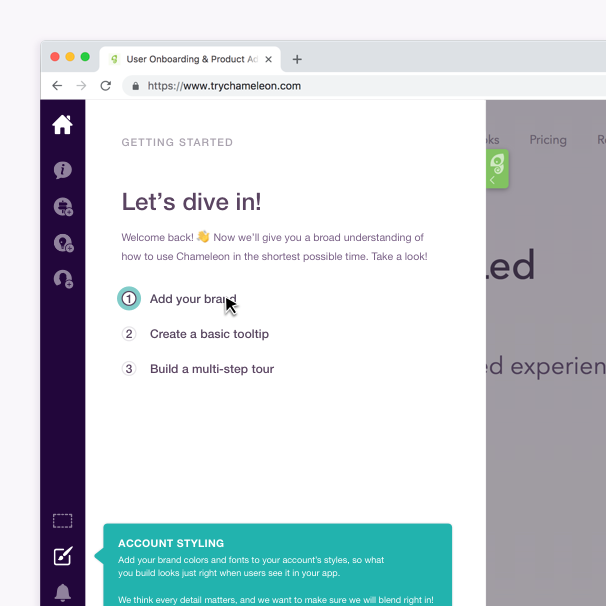 User Onboarding & Product Ad
https://www.trychameleon.com
GETTING STARTED
Pricing
Let's dive in!
Welcome back! 👋 Now we'll give you a broad understanding of
how to use Chameleon in the shortest possible time. Take a look!
1 Add your brand
2 Create a basic tooltip
3 Build a multi-step tour
ACCOUNT STYLING
Add your brand colors and fonts to your account's styles, so what
you build looks just right when users see it in your app.
We think every detail matters, and we want to make sure we will blend right in!